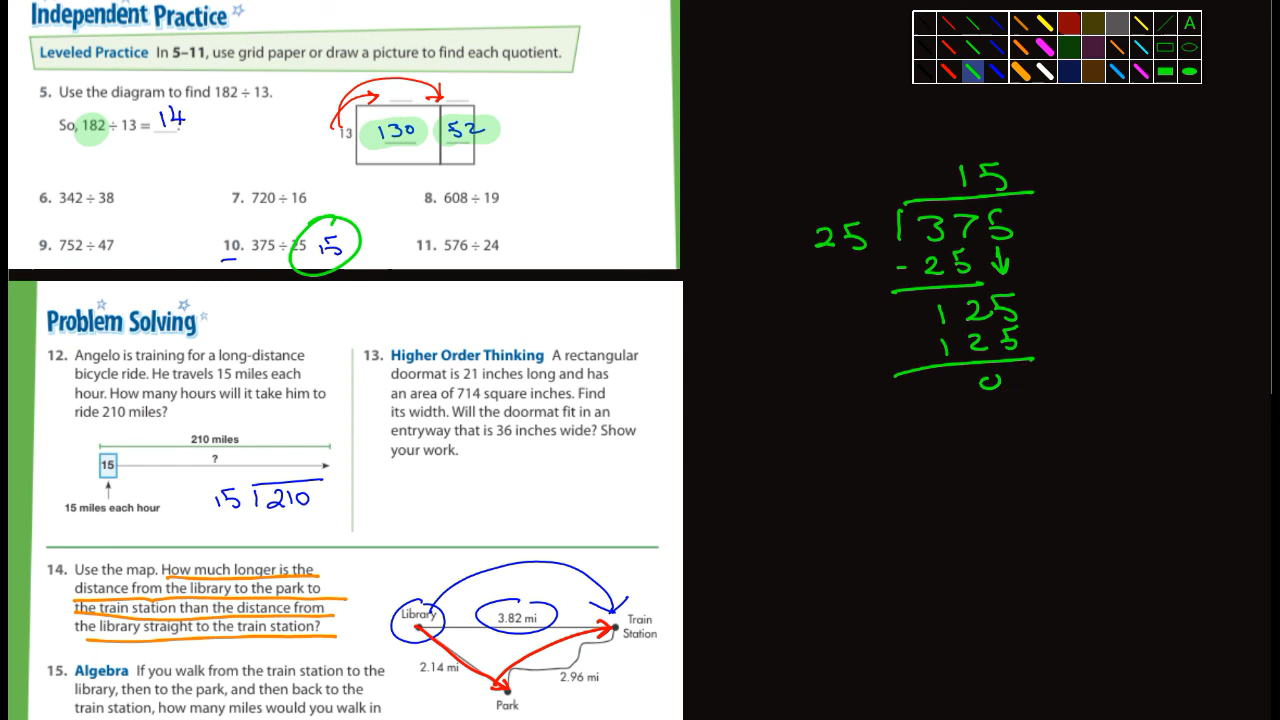 Independent Practice
Leveled Practice In 5–11, use grid paper or draw a picture to find each quotient.
5. Use the diagram to find 182 ÷ 13.
So, 182 ÷ 13 = 14.
13 130 52
6. 342 ÷ 38
7. 720 ÷ 16
8. 608 ÷ 19
9. 752 ÷ 47
10. 375 ÷ 25 15
11. 576 ÷ 24
Problem Solving
12. Angelo is training for a long-distance
bicycle ride. He travels 15 miles each
hour. How many hours will it take him to
ride 210 miles?
210 miles
15 ?
15 miles each hour
15 210
13. Higher Order Thinking A rectangular
doormat is 21 inches long and has
an area of 714 square inches. Find
its width. Will the doormat fit in an
entryway that is 36 inches wide? Show
your work.
14. Use the map. How much longer is the
distance from the library to the park to
the train station than the distance from
the library straight to the train station?
Library
3.82 mi
Train
Station
2.14 mi
2.96 mi
Park
15. Algebra If you walk from the train station to the
library, then to the park, and then back to the
train station, how many miles would you walk in
A
15
25 375
- 25
125
125
0